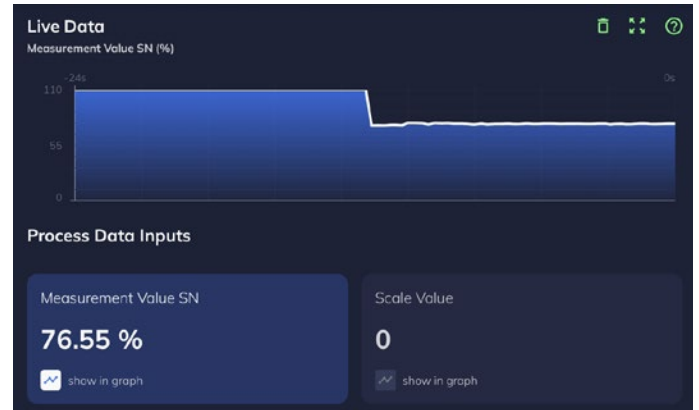 Live Data
Measurement Value SN (%)
-24s 0s
110
55
0
Process Data Inputs
Measurement Value SN
76.55 %
show in graph
Scale Value
0
show in graph